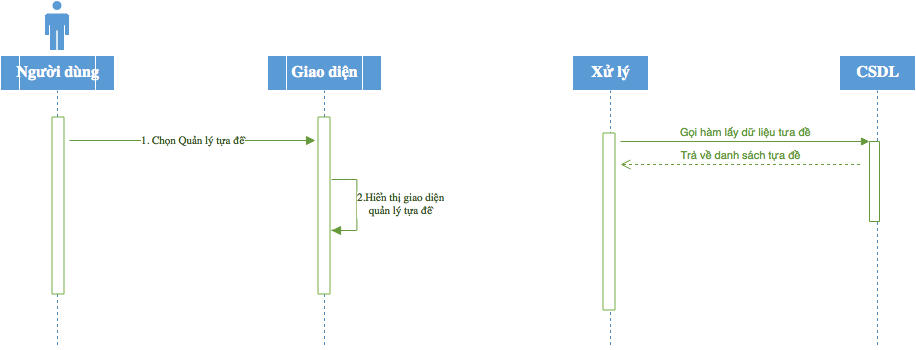 Người dùng
Giao diện
Xử lý
CSDL
1. Chọn Quản lý tựa đề
Gọi hàm lấy dữ liệu tưa đề
Trả về danh sách tựa đề
2.Hiển thị giao diện
quản lý tựa đề